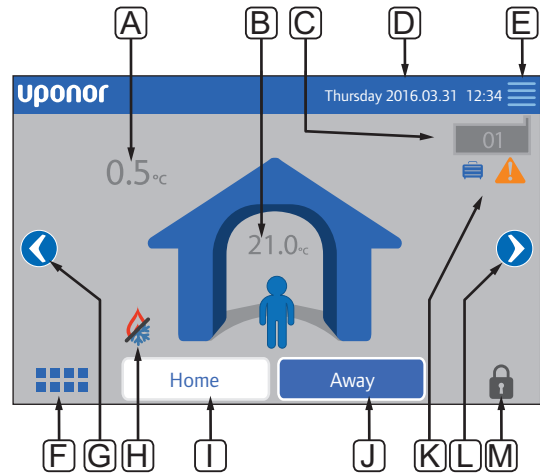 A B C D E
uponor Thursday 2016.03.31 12:34
01
0.5°C
21.0°C
Home Away
F G H I J K L M